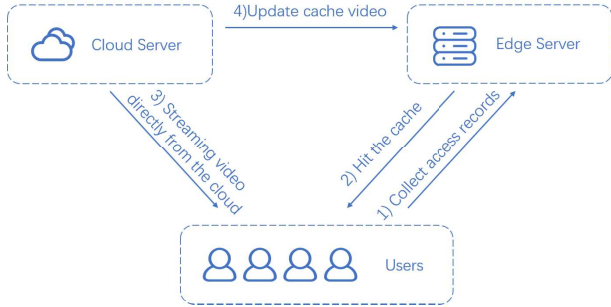 4)Update cache video
Cloud Server
Edge Server
3) Streaming video
directly from the cloud
2) Hit the cache
1) Collect access records
Users